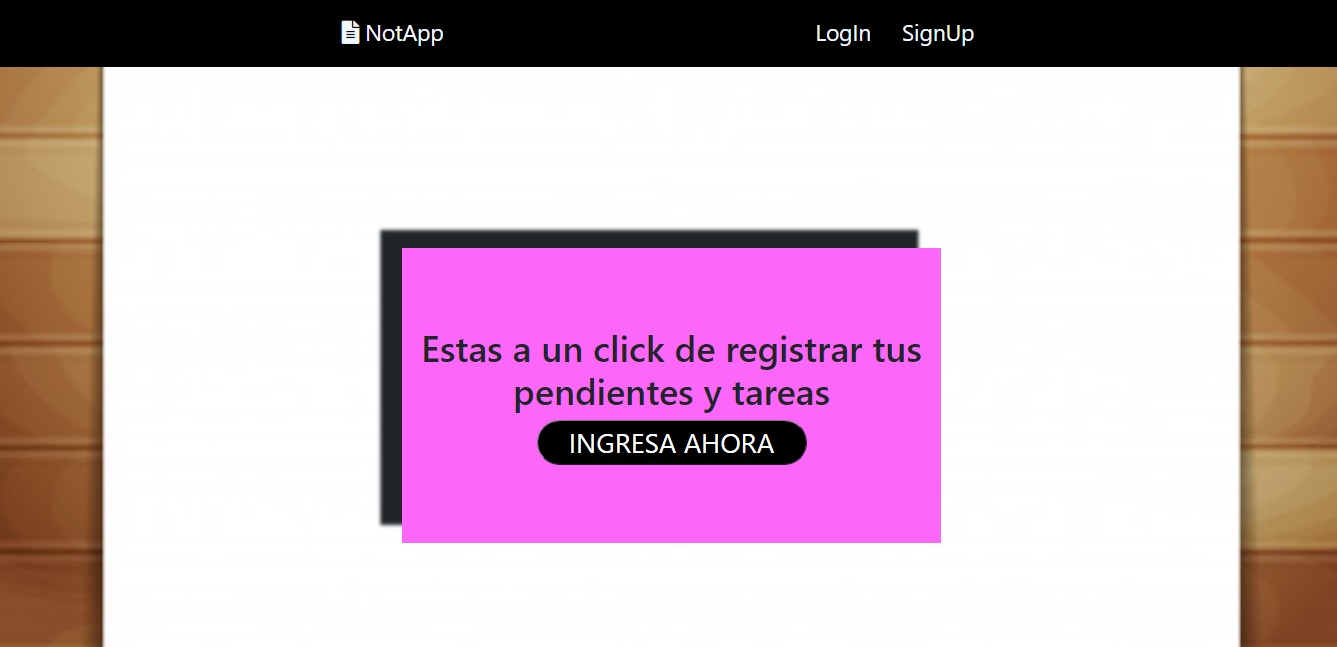 NotApp
LogIn
SignUp
Estas a un click de registrar tus
pendientes y tareas
INGRESA AHORA